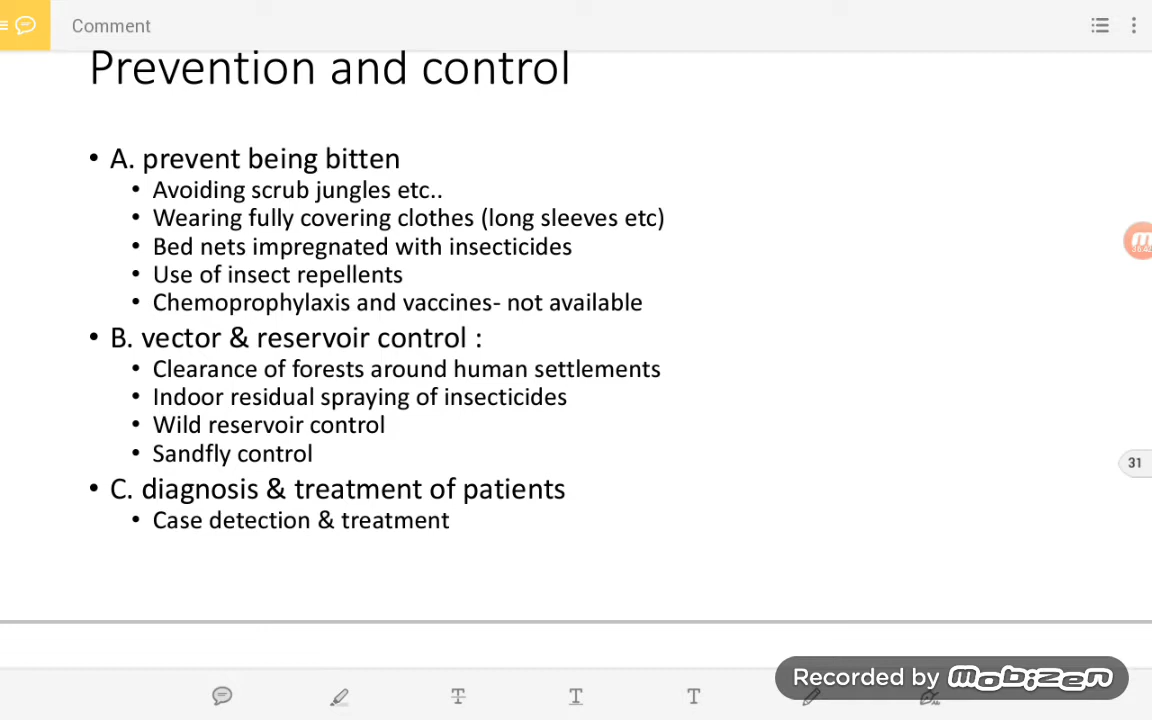 Comment
Prevention and control
• A. prevent being bitten
• Avoiding scrub jungles etc..
• Wearing fully covering clothes (long sleeves etc)
• Bed nets impregnated with insecticides
• Use of insect repellents
• Chemoprophylaxis and vaccines- not available
• B. vector & reservoir control :
• Clearance of forests around human settlements
• Indoor residual spraying of insecticides
• Wild reservoir control
• Sandfly control
31
• C. diagnosis & treatment of patients
• Case detection & treatment
Recorded by mobizen
T T T